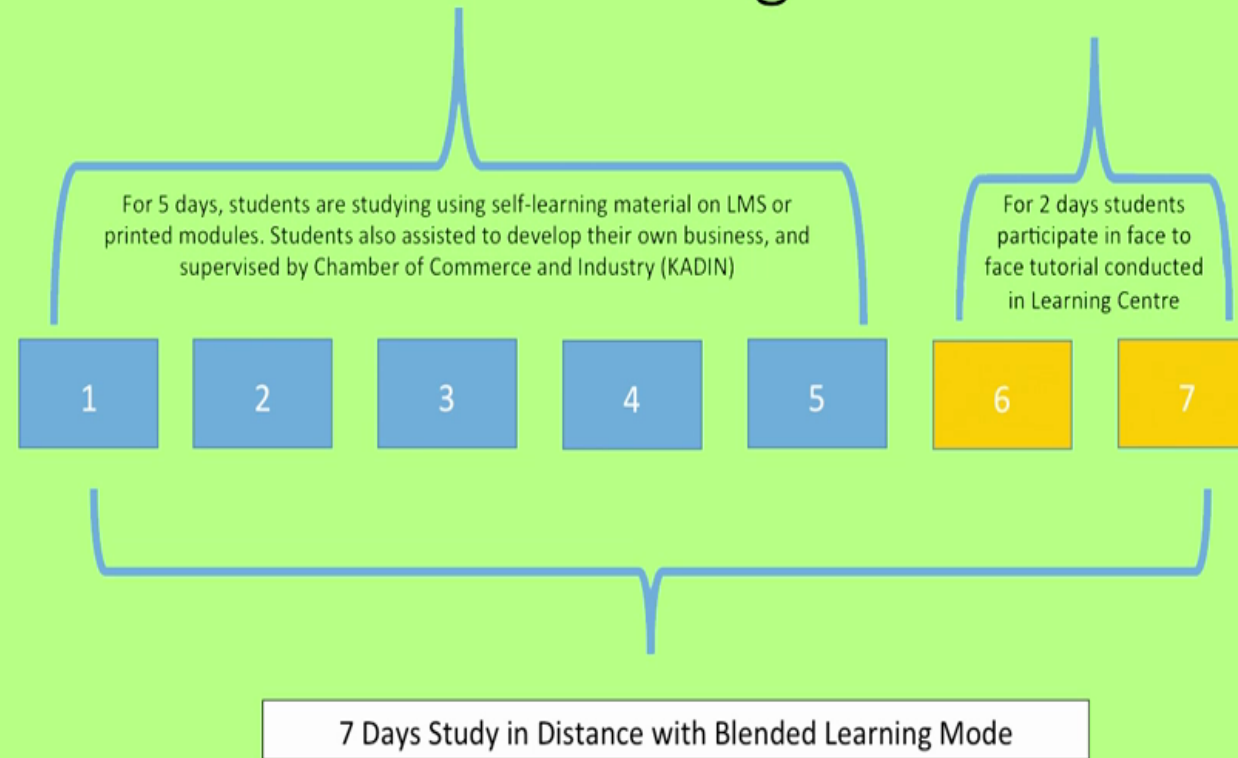 For 5 days, students are studying using self-learning material on LMS or
printed modules. Students also assisted to develop their own business, and
supervised by Chamber of Commerce and Industry (KADIN)
For 2 days students
participate in face to
face tutorial conducted
in Learning Centre
1 2 3 4 5 6 7
7 Days Study in Distance with Blended Learning Mode